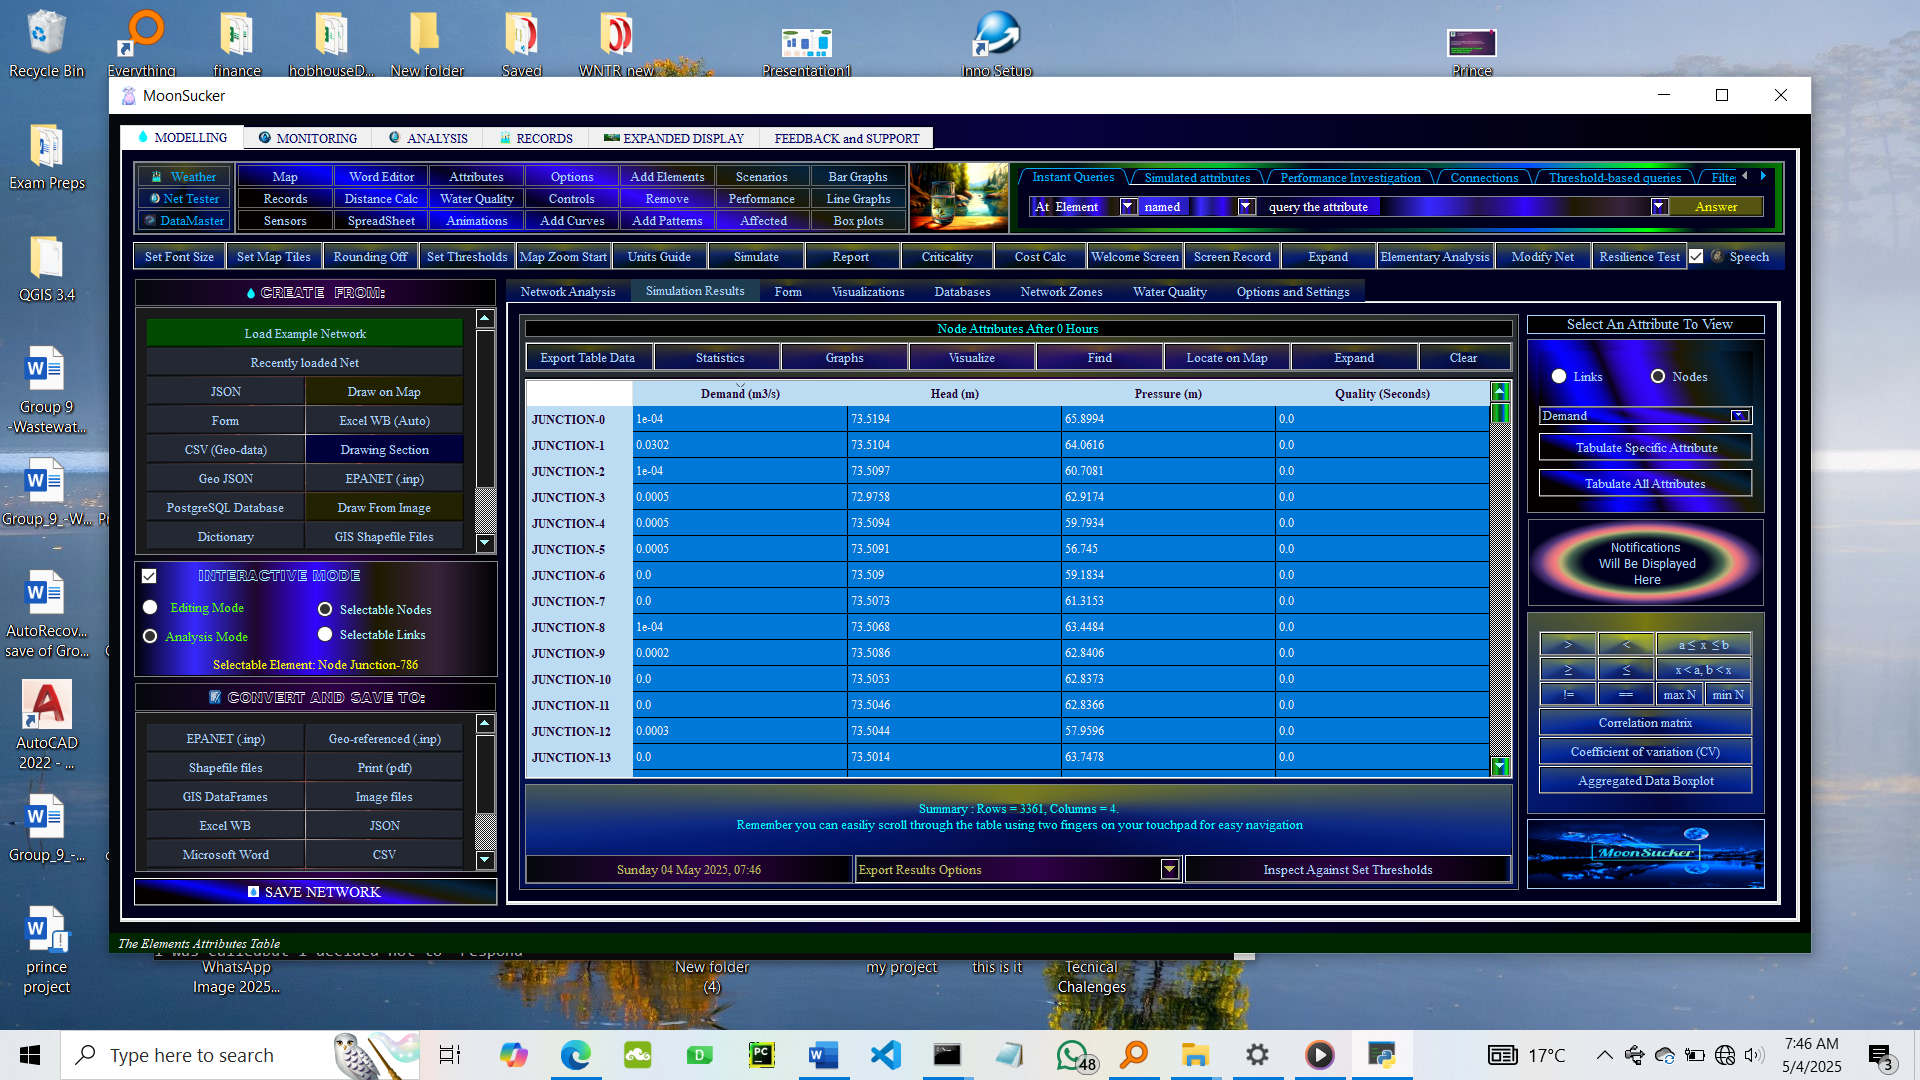 Recycle Bin
Everything
finance
hobhouseD...
New folder
Saved
WNTR new
Presentation1
Inno Setup
Prince
Exam Preps
QGIS 3.4
Group 9
-Wastewat...
Group_9_-W...
AutoRecov...
save of Gro...
AutoCAD
2022 - ...
Group_9_-...
prince
project
MoonSucker
MODELLING
MONITORING
ANALYSIS
RECORDS
EXPANDED DISPLAY
FEEDBACK and SUPPORT
Weather
Net Tester
DataMaster
Map
Word Editor
Attributes
Options
Add Elements
Scenarios
Bar Graphs
Records
Distance Calc
Water Quality
Controls
Remove
Performance
Line Graphs
Sensors
SpreadSheet
Animations
Add Curves
Add Patterns
Affected
Box plots
Instant Queries
Simulated attributes
Performance Investigation
Connections
Threshold-based queries
Filte
At Element
named
query the attribute
Answer
Set Font Size
Set Map Tiles
Rounding Off
Set Thresholds
Map Zoom Start
Units Guide
Simulate
Report
Criticality
Cost Calc
Welcome Screen
Screen Record
Expand
Elementary Analysis
Modify Net
Resilience Test
Speech
CREATE FROM:
Load Example Network
Recently loaded Net
JSON
Draw on Map
Form
Excel WB (Auto)
CSV (Geo-data)
Drawing Section
Geo JSON
EPANET (.inp)
PostgreSQL Database
Draw From Image
Dictionary
GIS Shapefile Files
INTERACTIVE MODE
Editing Mode
Selectable Nodes
Analysis Mode
Selectable Links
Selectable Element: Node Junction-786
CONVERT AND SAVE TO:
EPANET (.inp)
Geo-referenced (.inp)
Shapefile files
Print (pdf)
GIS DataFrames
Image files
Excel WB
JSON
Microsoft Word
CSV
SAVE NETWORK
Network Analysis
Simulation Results
Form
Visualizations
Databases
Network Zones
Water Quality
Options and Settings
Node Attributes After 0 Hours
Export Table Data
Statistics
Graphs
Visualize
Find
Locate on Map
Expand
Clear
Demand (m3/s) Head (m) Pressure (m) Quality (Seconds)
JUNCTION-0 1e-04 73.5194 65.8994 0.0
JUNCTION-1 0.0302 73.5104 64.0616 0.0
JUNCTION-2 1e-04 73.5097 60.7081 0.0
JUNCTION-3 0.0005 72.9758 62.9174 0.0
JUNCTION-4 0.0005 73.5094 59.7934 0.0
JUNCTION-5 0.0005 73.5091 56.745 0.0
JUNCTION-6 0.0 73.509 59.1834 0.0
JUNCTION-7 0.0 73.5073 61.3153 0.0
JUNCTION-8 1e-04 73.5068 63.4484 0.0
JUNCTION-9 0.0002 73.5086 62.8406 0.0
JUNCTION-10 0.0 73.5053 62.8373 0.0
JUNCTION-11 0.0 73.5046 62.8366 0.0
JUNCTION-12 0.0003 73.5044 57.9596 0.0
JUNCTION-13 0.0 73.5014 63.7478 0.0
Summary : Rows = 3361, Columns = 4.
Remember you can easiliy scroll through the table using two fingers on your touchpad for easy navigation
Sunday 04 May 2025, 07:46
Export Results Options
Inspect Against Set Thresholds
Select An Attribute To View
Links
Nodes
Demand
Tabulate Specific Attribute
Tabulate All Attributes
Notifications
Will Be Displayed
Here
> < a ≤ x ≤ b
≥ ≤ x < a, b < x
!= == max N min N
Correlation matrix
Coefficient of variation (CV)
Aggregated Data Boxplot
MoonSucker
The Elements Attributes Table
WhatsApp
Image 2025...
New folder
(4)
my project
this is it
Tecnical
Chalenges
Type here to search
48
17°C
7:46 AM
5/4/2025
3